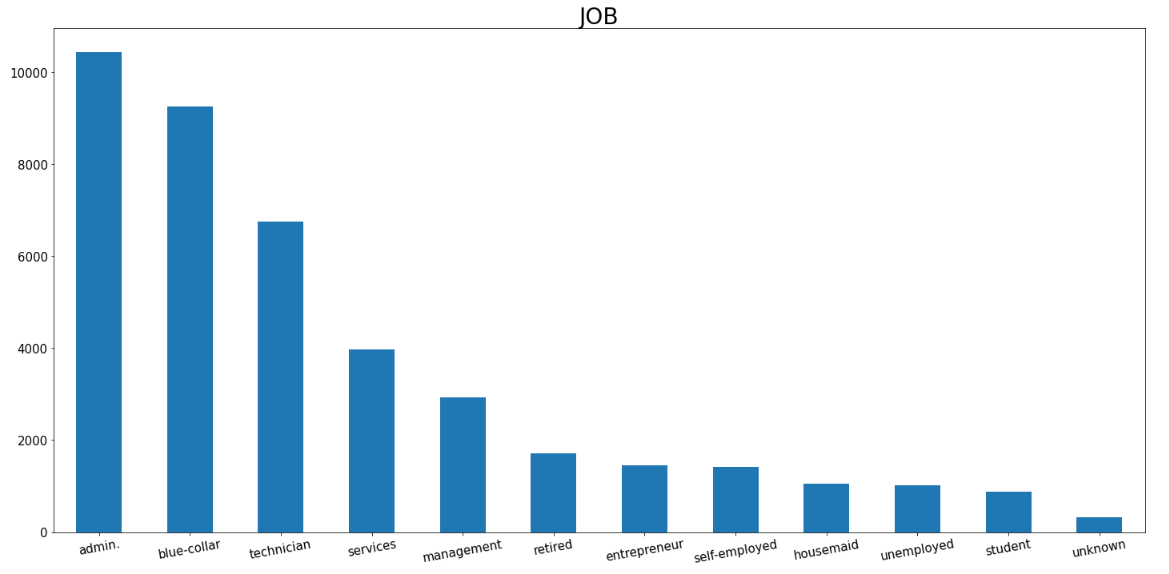 JOB
10000
8000
6000
4000
2000
0
admin.
blue-collar
technician
services
management
retired
entrepreneur
self-employed
housemaid
unemployed
student
unknown